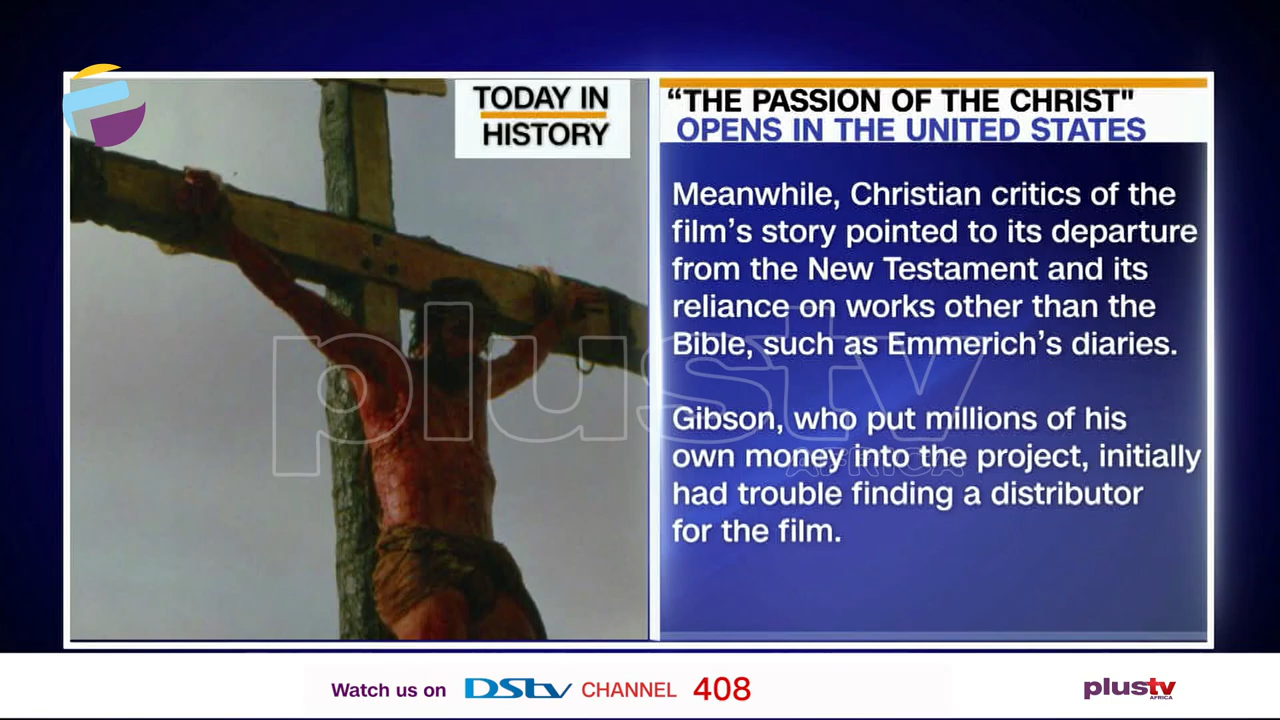 TODAY IN
HISTORY
“THE PASSION OF THE CHRIST"
OPENS IN THE UNITED STATES
Meanwhile, Christian critics of the
film’s story pointed to its departure
from the New Testament and its
reliance on works other than the
Bible, such as Emmerich’s diaries.
Gibson, who put millions of his
own money into the project, initially
had trouble finding a distributor
for the film.
plustv
AFRICA
Watch us on DStv CHANNEL 408
plustv
AFRICA